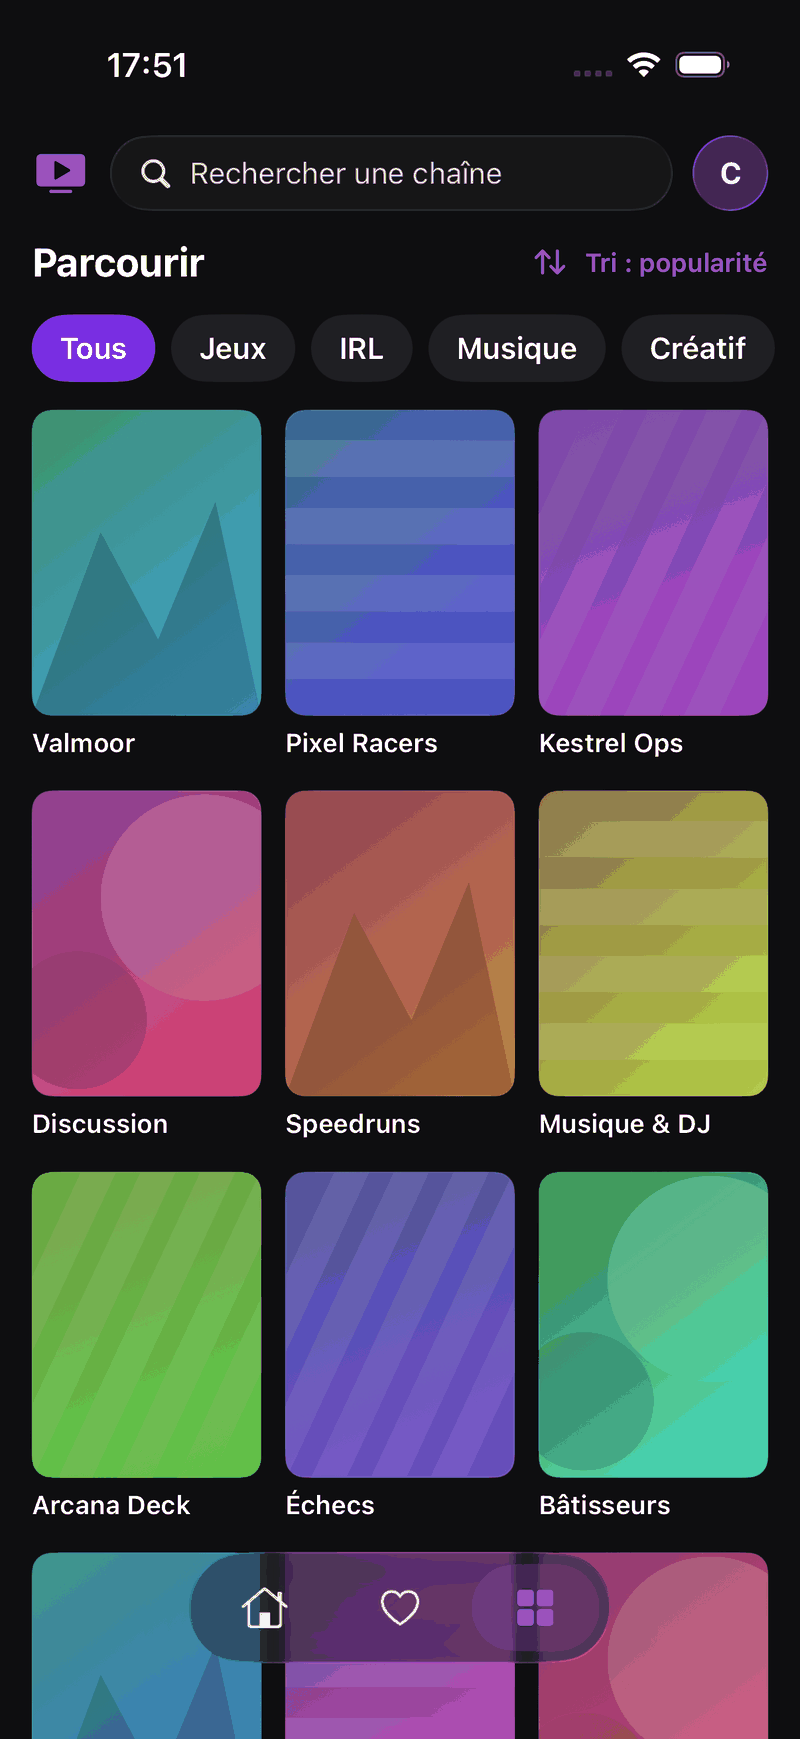 17:51
Rechercher une chaîne
C
Parcourir
Tri : popularité
Tous Jeux IRL Musique Créatif
Valmoor Pixel Racers Kestrel Ops
Discussion Speedruns Musique & DJ
Arcana Deck Échecs Bâtisseurs